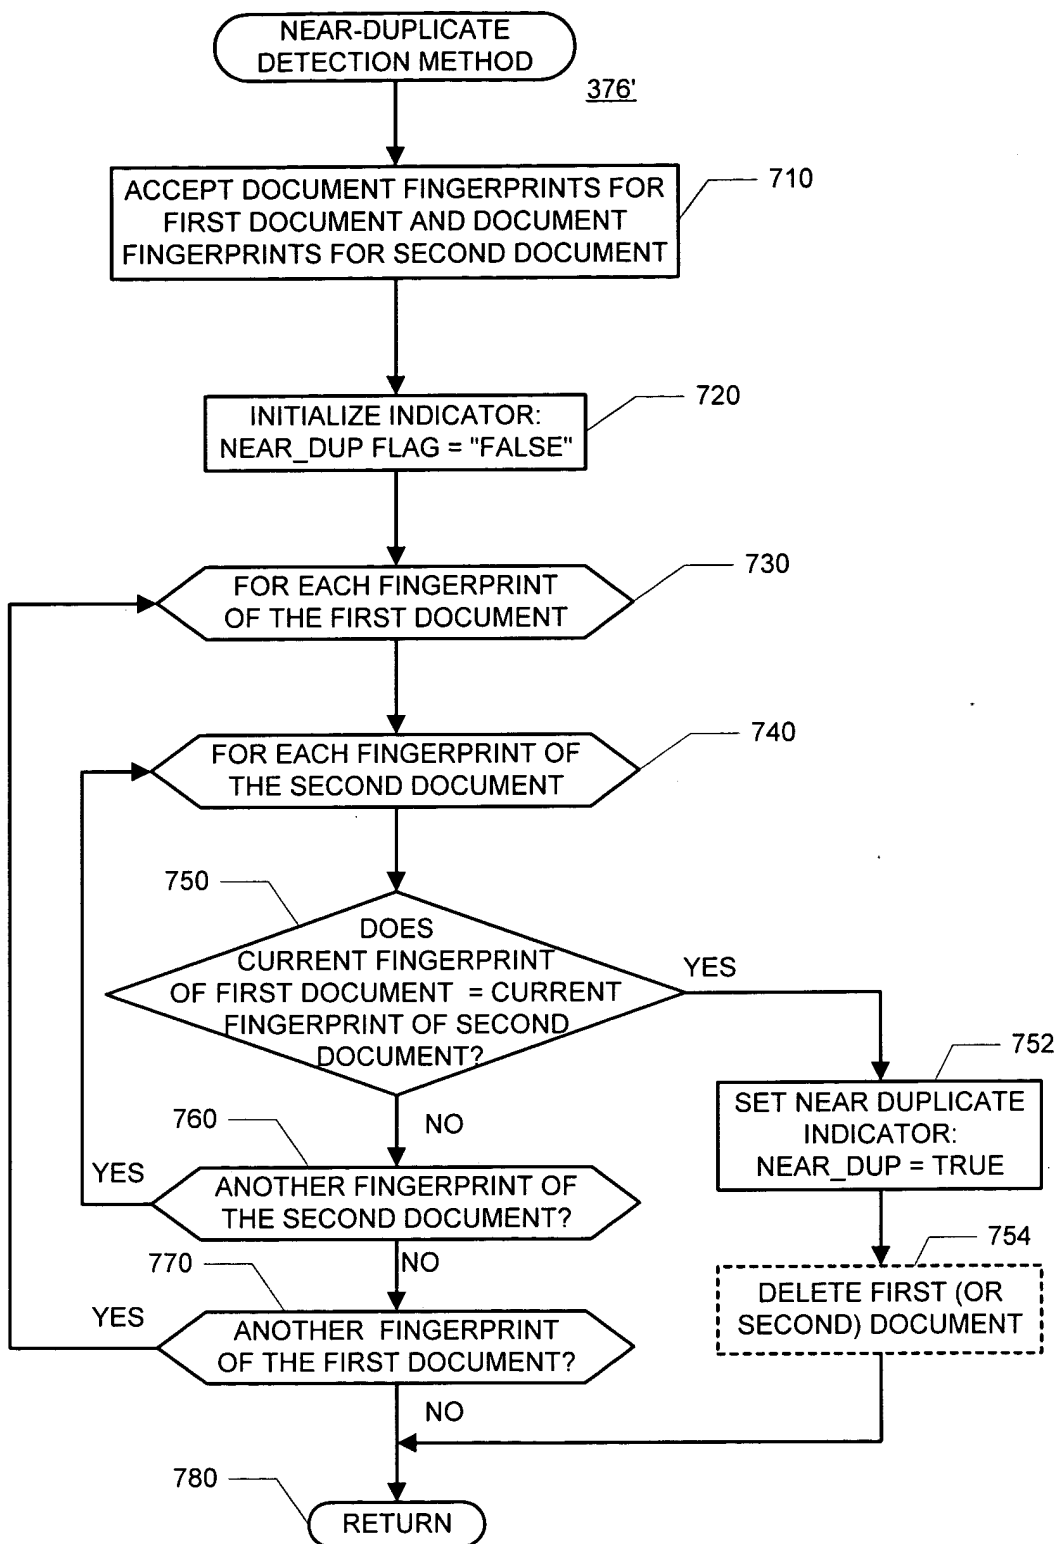 NEAR-DUPLICATE
DETECTION METHOD
376'
ACCEPT DOCUMENT FINGERPRINTS FOR
FIRST DOCUMENT AND DOCUMENT
FINGERPRINTS FOR SECOND DOCUMENT
710
INITIALIZE INDICATOR:
NEAR_DUP FLAG = "FALSE"
720
FOR EACH FINGERPRINT
OF THE FIRST DOCUMENT
730
FOR EACH FINGERPRINT OF
THE SECOND DOCUMENT
740
750
DOES
CURRENT FINGERPRINT
OF FIRST DOCUMENT = CURRENT
FINGERPRINT OF SECOND
DOCUMENT?
YES
NO
752
SET NEAR DUPLICATE
INDICATOR:
NEAR_DUP = TRUE
760
YES
ANOTHER FINGERPRINT OF
THE SECOND DOCUMENT?
NO
754
DELETE FIRST (OR
SECOND) DOCUMENT
770
YES
ANOTHER FINGERPRINT
OF THE FIRST DOCUMENT?
NO
780
RETURN